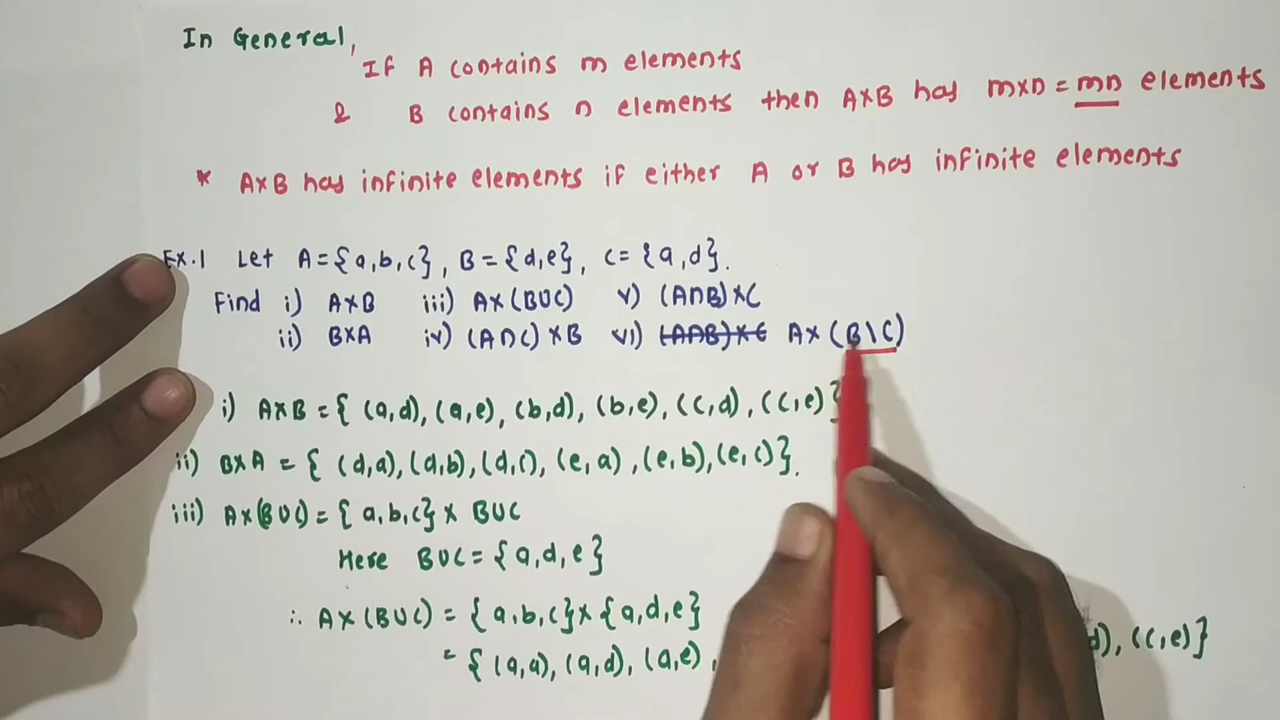 In General,
If A contains m elements
& B contains n elements then A×B has m×n = mn elements
* A×B has infinite elements if either A or B has infinite elements
Ex.1 Let A={a,b,c}, B={d,e}, C={a,d}.
Find i) A×B iii) A×(B∪C) v) (A∩B)×C
ii) B×A iv) (A∩C)×B vi) (A∩B)×C A×(B\C)
i) A×B = { (a,d), (a,e), (b,d), (b,e), (c,d), (c,e) }
ii) B×A = { (d,a), (d,b), (d,c), (e,a), (e,b), (e,c) }.
iii) A×(B∪C) = { a,b,c } × B∪C
Here B∪C = { a,d,e }
∴ A×(B∪C) = { a,b,c } × { a,d,e }
= { (a,a), (a,d), (a,e), d), (c,e) }